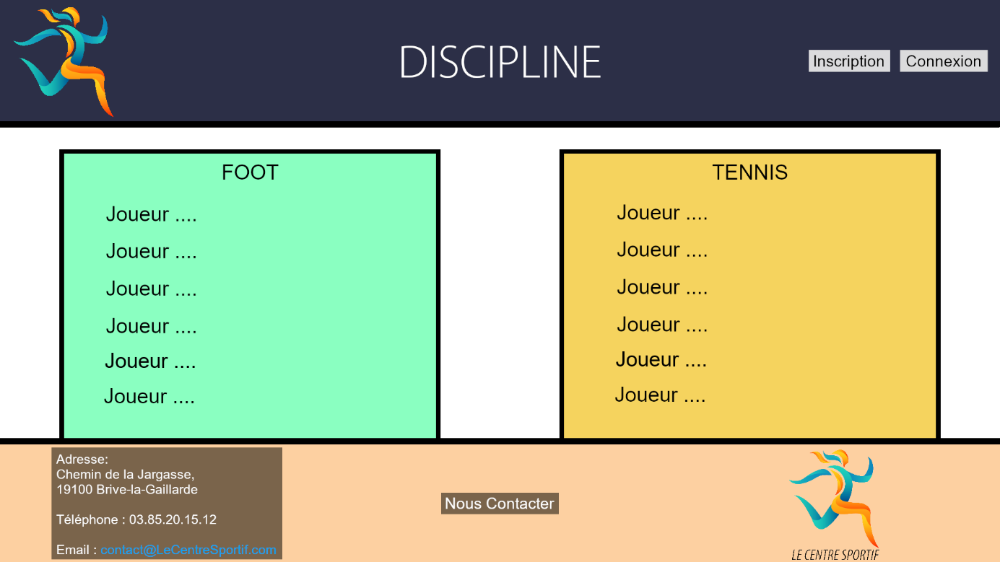 DISCIPLINE
Inscription
Connexion
FOOT
Joueur ....
Joueur ....
Joueur ....
Joueur ....
Joueur ....
Joueur ....
TENNIS
Joueur ....
Joueur ....
Joueur ....
Joueur ....
Joueur ....
Joueur ....
Adresse:
Chemin de la Jargasse,
19100 Brive-la-Gaillarde
Téléphone : 03.85.20.15.12
Email : contact@LeCentreSportif.com
Nous Contacter
LE CENTRE SPORTIF